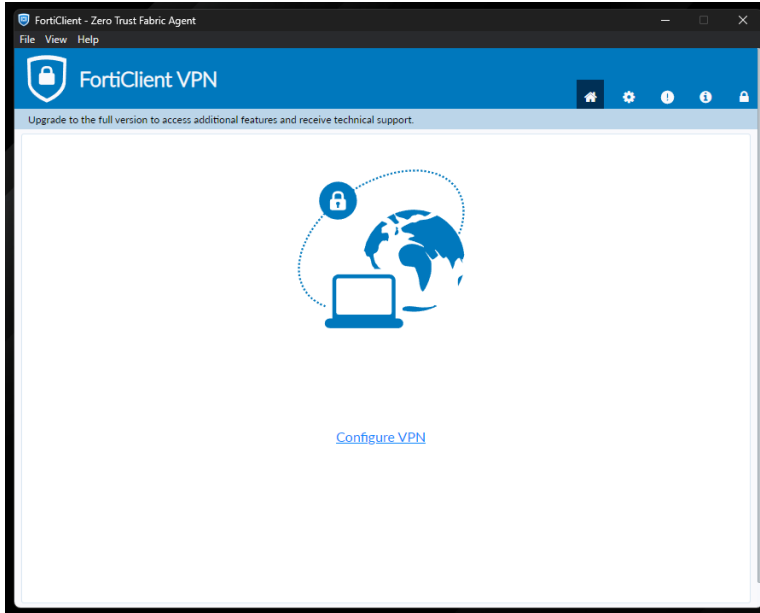 FortiClient - Zero Trust Fabric Agent
File View Help
FortiClient VPN
Upgrade to the full version to access additional features and receive technical support.
Configure VPN